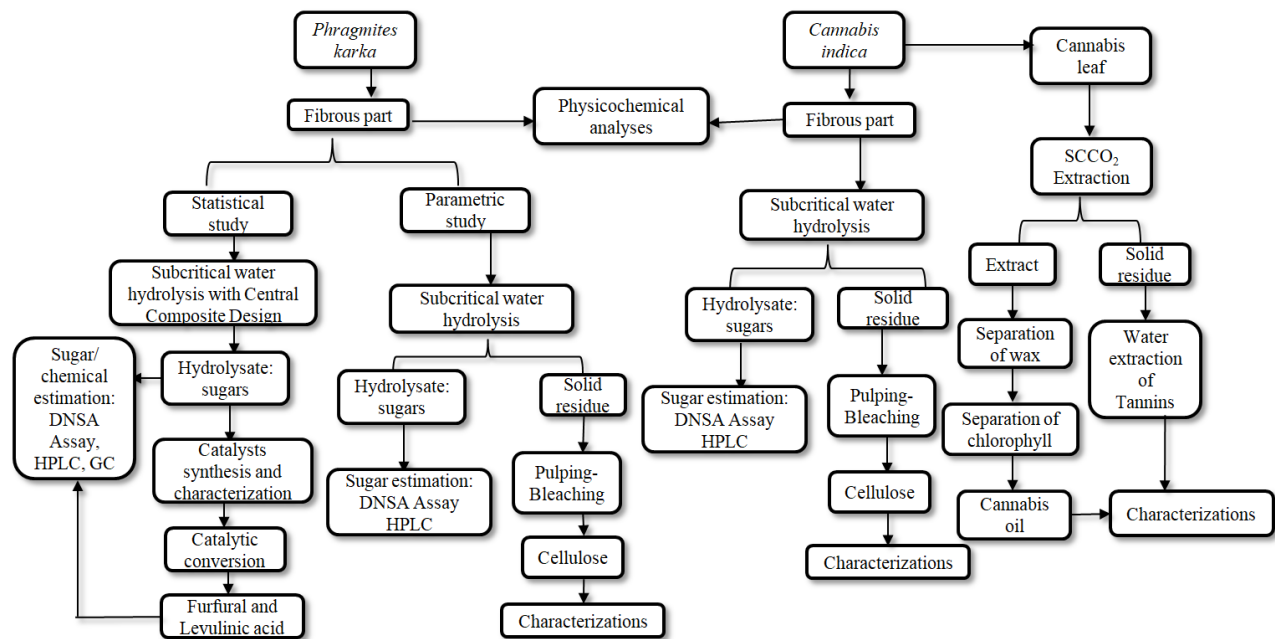 Phragmites
karka
Cannabis
indica
Cannabis
leaf
Fibrous part
Physicochemical
analyses
Fibrous part
SCCO₂
Extraction
Statistical
study
Parametric
study
Subcritical water
hydrolysis
Extract
Solid
residue
Subcritical water
hydrolysis with Central
Composite Design
Subcritical water
hydrolysis
Hydrolysate:
sugars
Solid
residue
Separation
of wax
Water
extraction
of
Tannins
Sugar/
chemical
estimation:
DNSA
Assay,
HPLC, GC
Hydrolysate:
sugars
Hydrolysate:
sugars
Solid
residue
Sugar estimation:
DNSA Assay
HPLC
Pulping-
Bleaching
Separation of
chlorophyll
Catalysts
synthesis and
characterization
Sugar estimation:
DNSA Assay
HPLC
Pulping-
Bleaching
Cellulose
Cannabis
oil
Characterizations
Catalytic
conversion
Cellulose
Characterizations
Furfural and
Levulinic acid
Characterizations